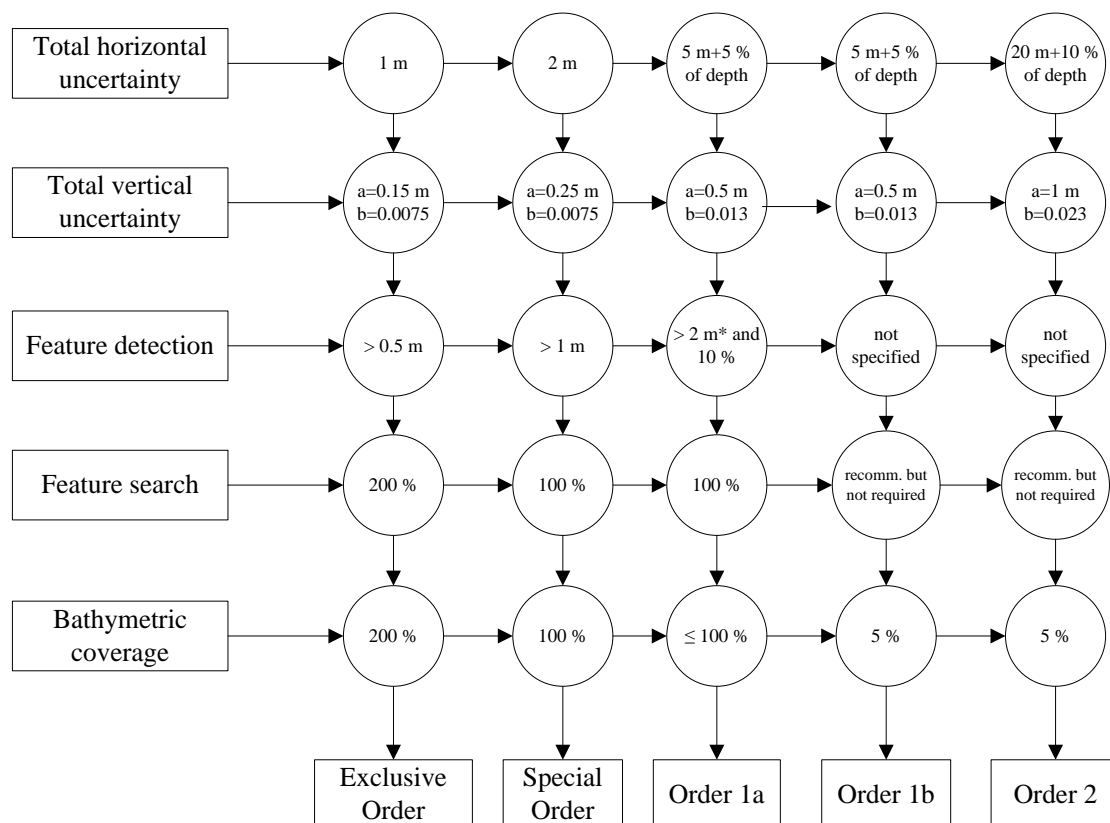 Total horizontal
uncertainty
1 m
2 m
5 m+5 %
of depth
5 m+5 %
of depth
20 m+10 %
of depth
Total vertical
uncertainty
a=0.15 m
b=0.0075
a=0.25 m
b=0.0075
a=0.5 m
b=0.013
a=0.5 m
b=0.013
a=1 m
b=0.023
Feature detection
> 0.5 m
> 1 m
> 2 m* and
10 %
not
specified
not
specified
Feature search
200 %
100 %
100 %
recomm. but
not required
recomm. but
not required
Bathymetric
coverage
200 %
100 %
≤ 100 %
5 %
5 %
Exclusive
Order
Special
Order
Order 1a
Order 1b
Order 2